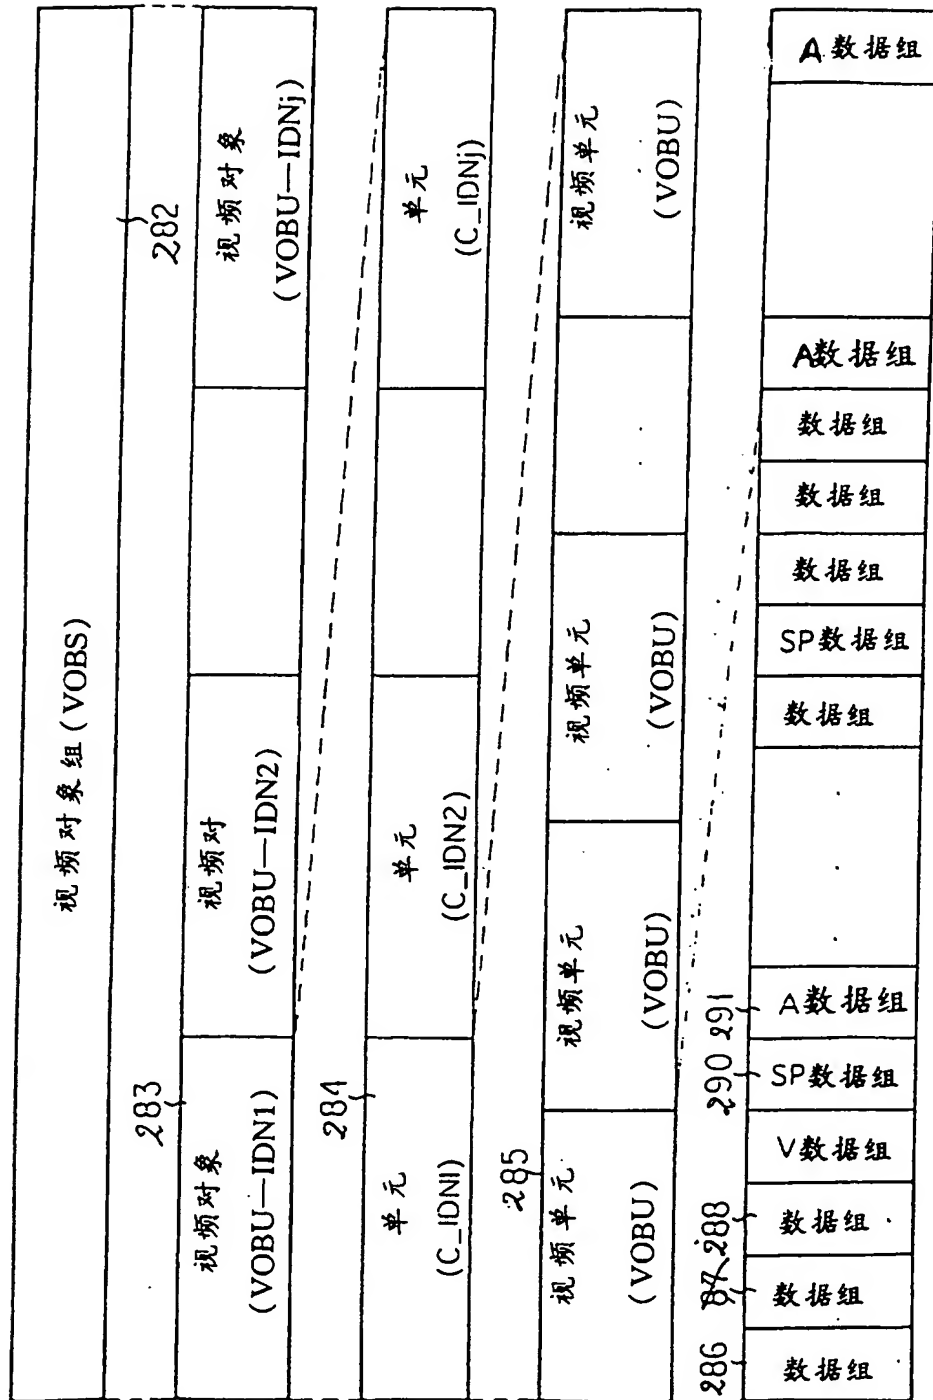 视频对象组(VOBS)
282
283
视频对象
(VOBU—IDN1)
视频对
(VOBU—IDN2)
视频对象
(VOBU—IDNj)
284
单元
(C_IDN1)
单元
(C_IDN2)
单元
(C_IDNj)
285
视频单元
(VOBU)
视频单元
(VOBU)
视频单元
(VOBU)
视频单元
(VOBU)
286
288
290
291
数据组
数据组
数据组
V数据组
SP数据组
A数据组
数据组
SP数据组
数据组
数据组
数据组
A数据组
A数据组